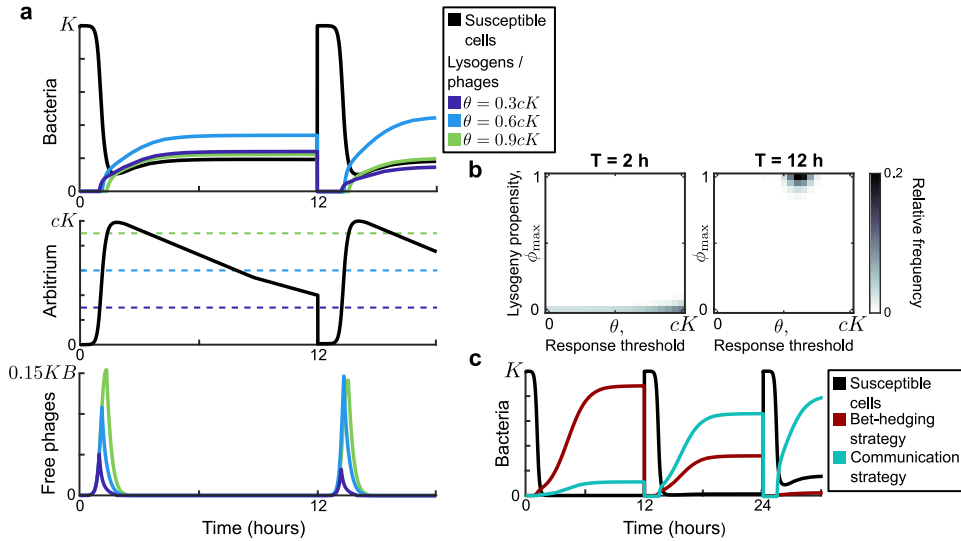 a
K
Bacteria
0
0
12
Susceptible
cells
Lysogens /
phages
θ = 0.3cK
θ = 0.6cK
θ = 0.9cK
cK
Arbitrium
0
0
12
0.15KB
Free phages
0
0
12
Time (hours)
b
T = 2 h
T = 12 h
Lysogeny propensity,
ϕmax
1
0
0
θ,
cK
Response threshold
ϕmax
1
0
0
θ,
cK
Response threshold
0.2
0
Relative frequency
c
K
Bacteria
0
0
12
24
Time (hours)
Susceptible
cells
Bet-hedging
strategy
Communication
strategy